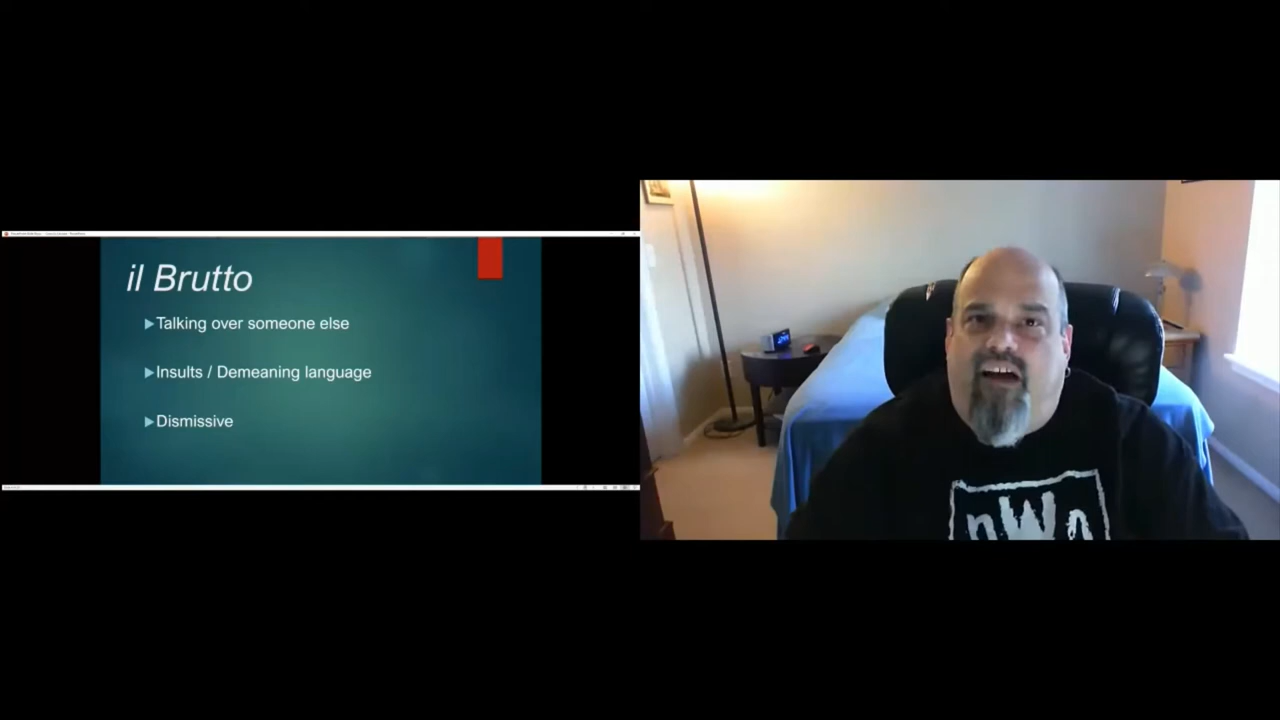 il Brutto
Talking over someone else
Insults / Demeaning language
Dismissive
nWo